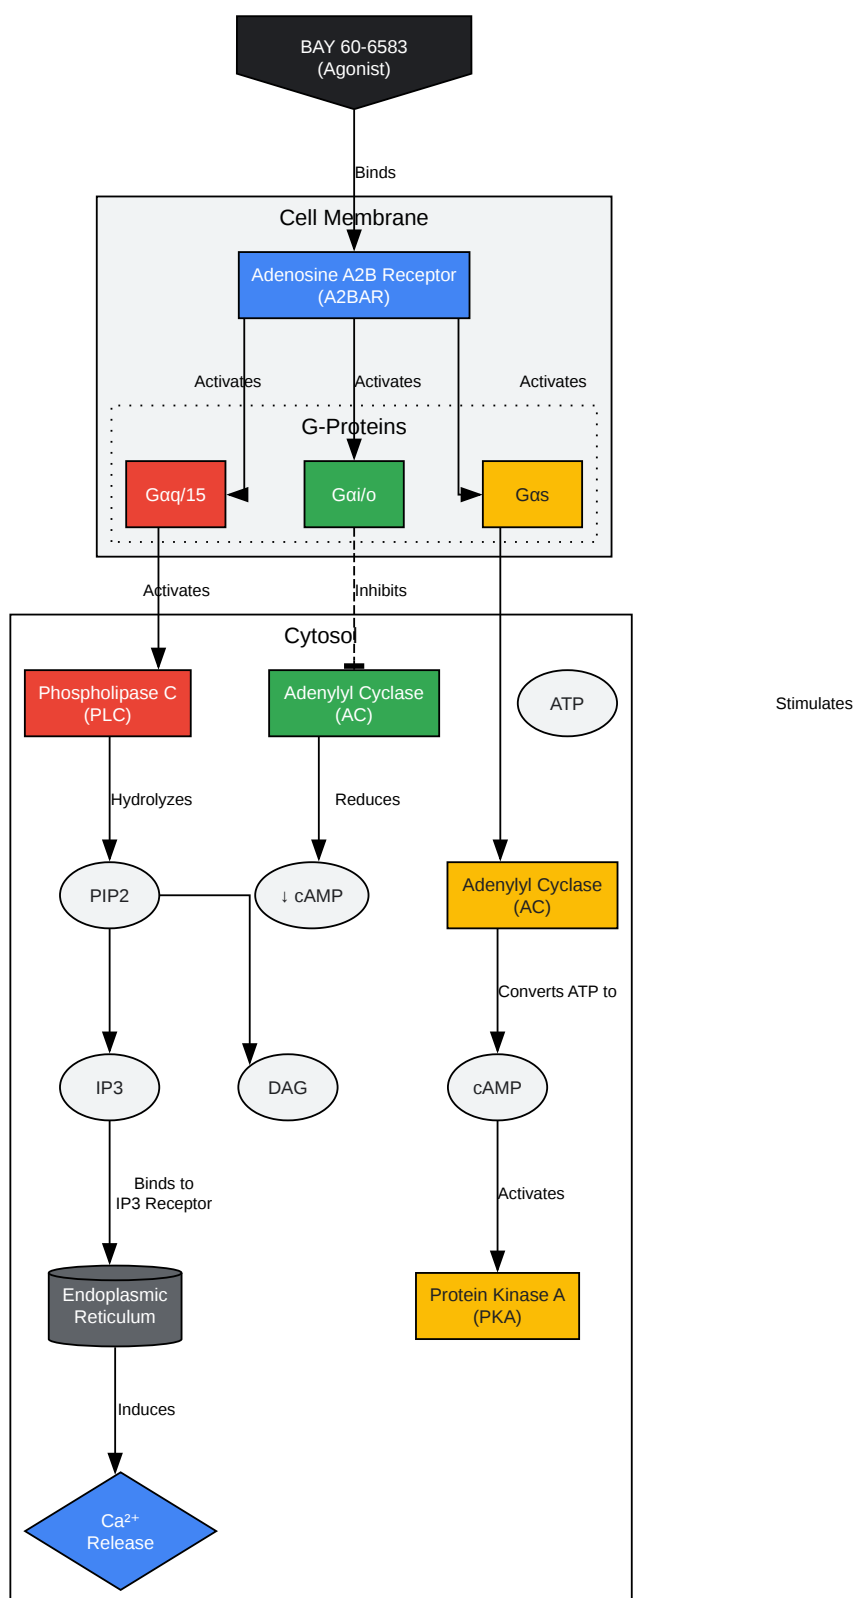 BAY 60-6583
(Agonist)
Binds
Cell Membrane
Adenosine A2B Receptor
(A2BAR)
Activates
Activates
Activates
G-Proteins
Gαq/15
Gαi/o
Gαs
Activates
Inhibits
Cytosol
Phospholipase C
(PLC)
Adenylyl Cyclase
(AC)
ATP
Stimulates
Hydrolyzes
Reduces
PIP2
↓ cAMP
Adenylyl Cyclase
(AC)
Converts ATP to
IP3
DAG
cAMP
Binds to
IP3 Receptor
Activates
Endoplasmic
Reticulum
Protein Kinase A
(PKA)
Induces
Ca²⁺
Release